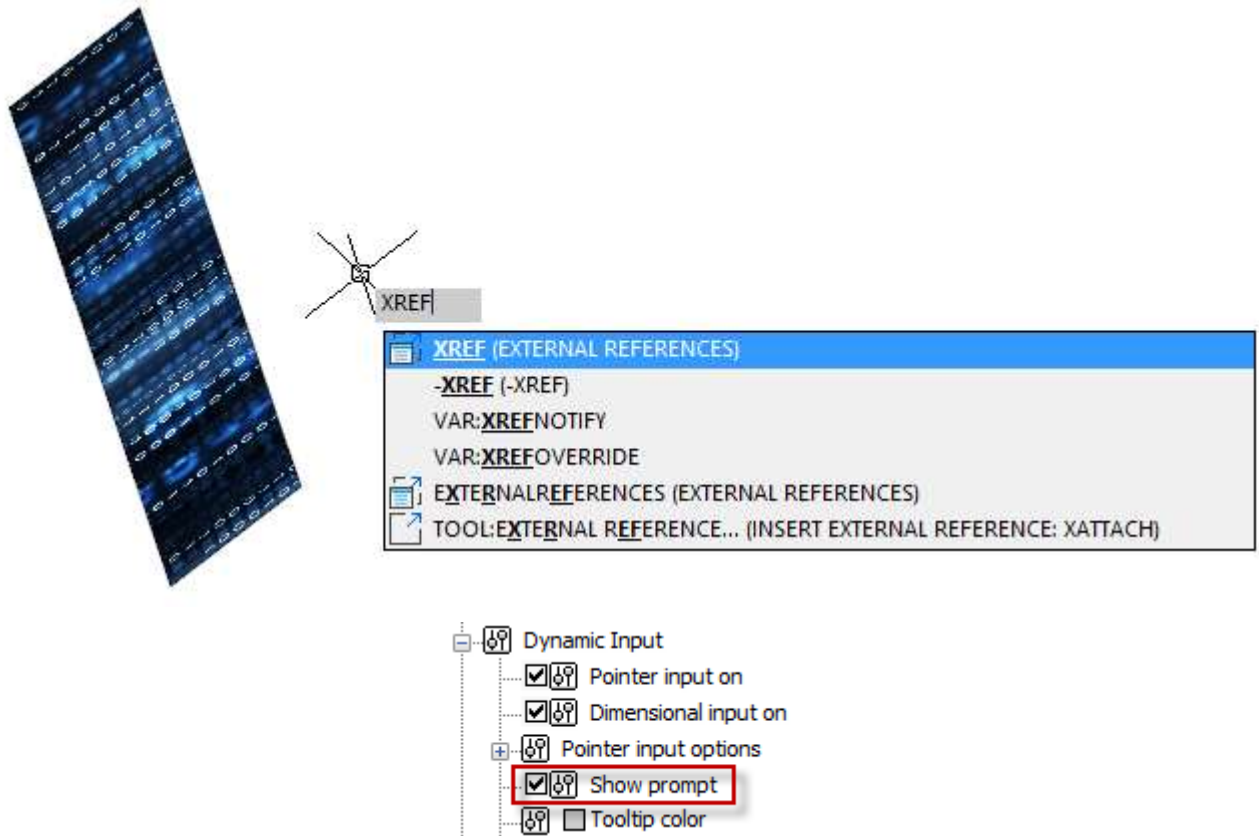 XREF
XREF (EXTERNAL REFERENCES)
-XREF (-XREF)
VAR:XREFNOTIFY
VAR:XREFOVERRIDE
EXTERNALREFERENCES (EXTERNAL REFERENCES)
TOOL:EXTERNAL REFERENCE... (INSERT EXTERNAL REFERENCE: XATTACH)
Dynamic Input
Pointer input on
Dimensional input on
Pointer input options
Show prompt
Tooltip color